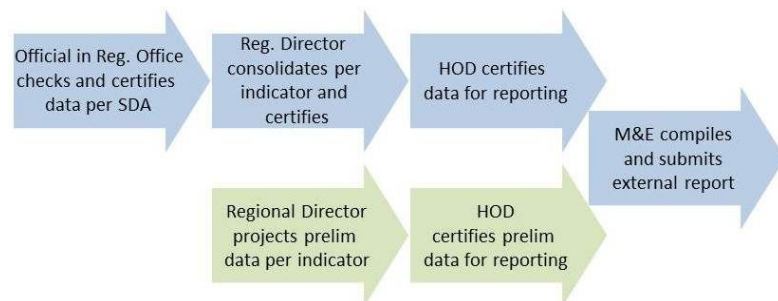 Official in Reg. Office
checks and certifies
data per SDA
Reg. Director
consolidates per
indicator and
certifies
HOD certifies
data for reporting
M&E compiles
and submits
external report
Regional Director
projects prelim
data per indicator
HOD
certifies prelim
data for reporting